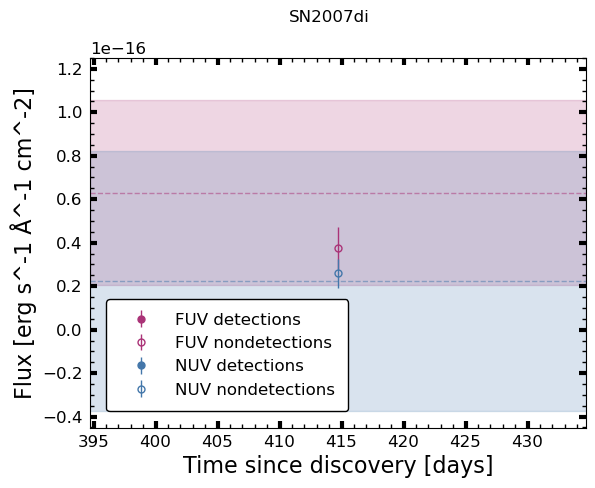 SN2007di
1e−16
1.2
1.0
0.8
0.6
0.4
0.2
0.0
−0.2
−0.4
Flux [erg s^-1 Å^-1 cm^-2]
FUV detections
FUV nondetections
NUV detections
NUV nondetections
395 400 405 410 415 420 425 430
Time since discovery [days]